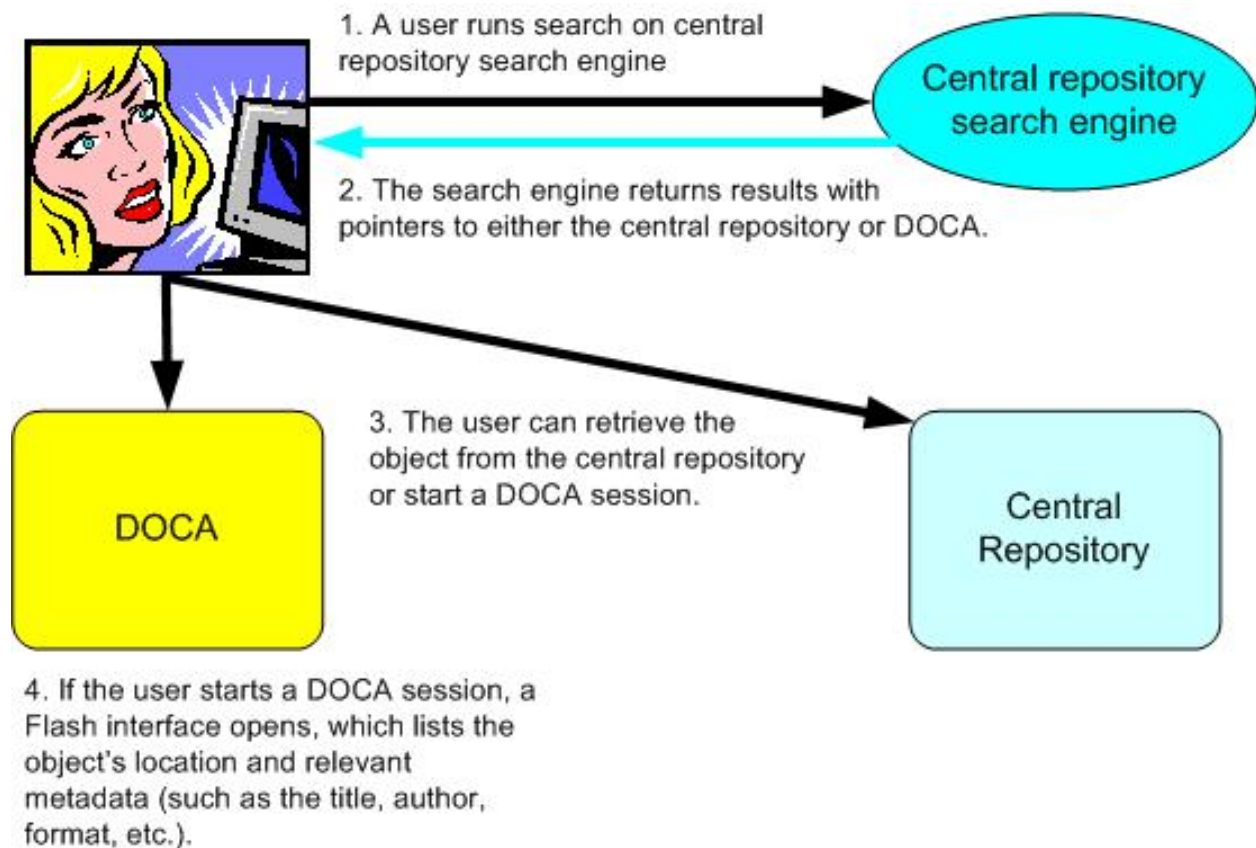 1. A user runs search on central
repository search engine
Central repository
search engine
2. The search engine returns results with
pointers to either the central repository or DOCA.
3. The user can retrieve the
object from the central repository
or start a DOCA session.
DOCA
Central
Repository
4. If the user starts a DOCA session, a
Flash interface opens, which lists the
object's location and relevant
metadata (such as the title, author,
format, etc.).